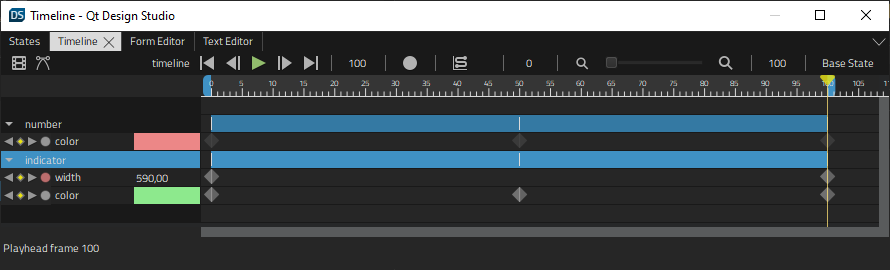 DS Timeline - Qt Design Studio
States Timeline Form Editor Text Editor
timeline 100 0 100 Base State
0 5 10 15 20 25 30 35 40 45 50 55 60 65 70 75 80 85 90 95 100 105
number
color
indicator
width 590,00
color
Playhead frame 100